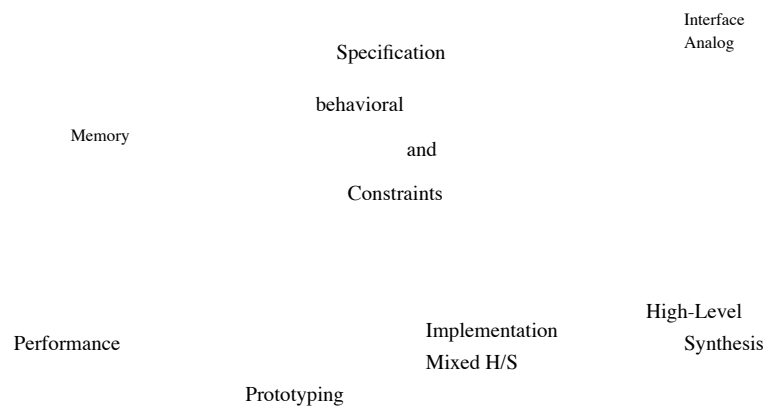 Interface
Analog
Specification
behavioral
Memory
and
Constraints
High-Level
Implementation
Performance
Synthesis
Mixed H/S
Prototyping